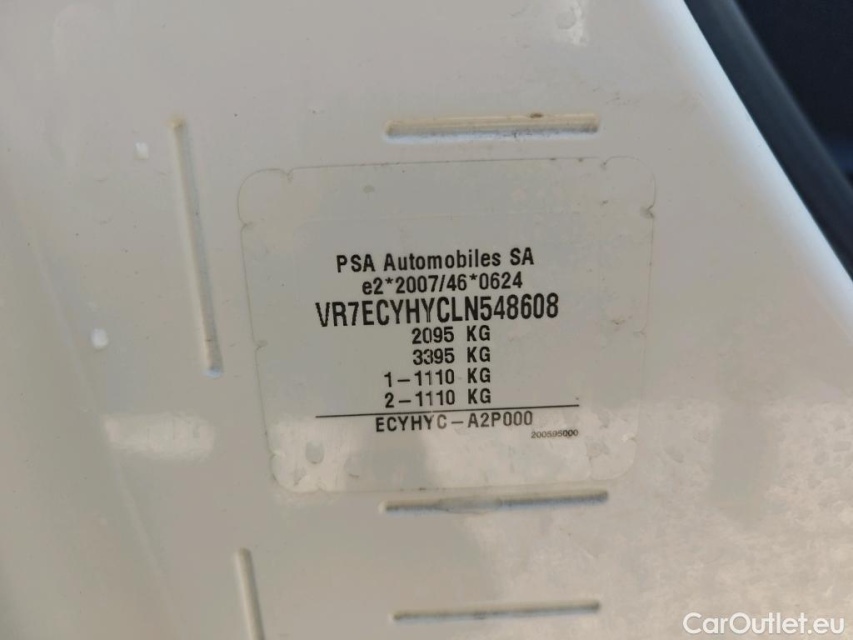 PSA Automobiles SA
e2*2007/46*0624
VR7ECYHYCLN548608
2095 KG
3395 KG
1-1110 KG
2-1110 KG
ECYHYC-A2P000
200595000
CarOutlet.eu